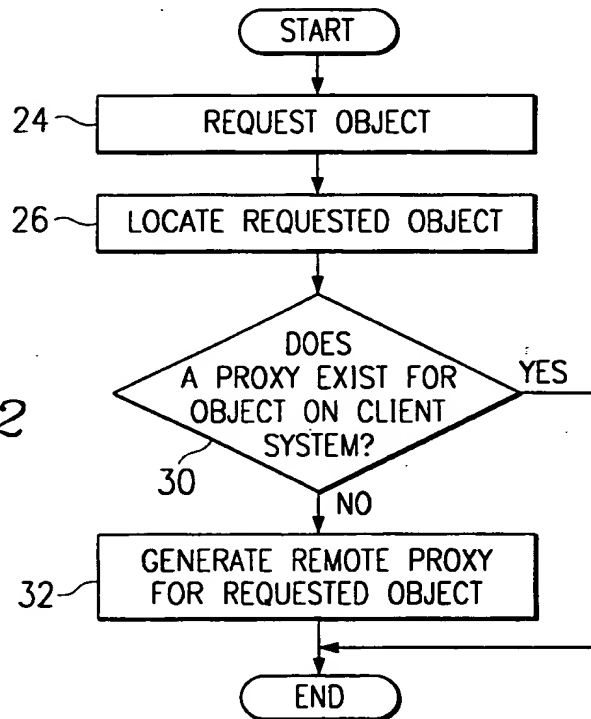 START
24
REQUEST OBJECT
26
LOCATE REQUESTED OBJECT
DOES
A PROXY EXIST FOR
OBJECT ON CLIENT
SYSTEM?
YES
2
30
NO
32
GENERATE REMOTE PROXY
FOR REQUESTED OBJECT
END